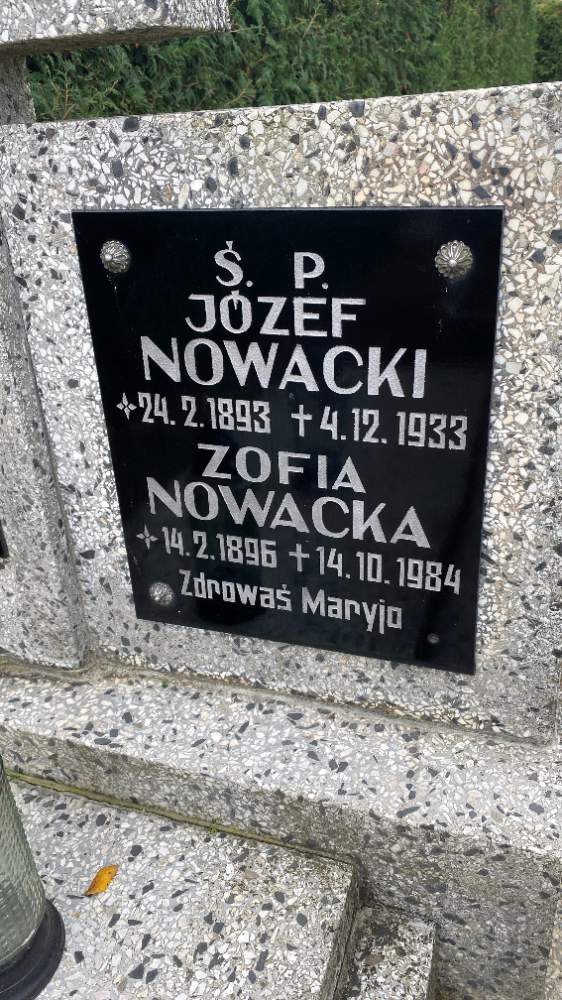 Ś. P.
JÓZEF
NOWACKI
24. 2. 1893 † 4. 12. 1933
ZOFIA
NOWACKA
14. 2. 1896 † 14. 10. 1984
Zdrowaś Maryjo